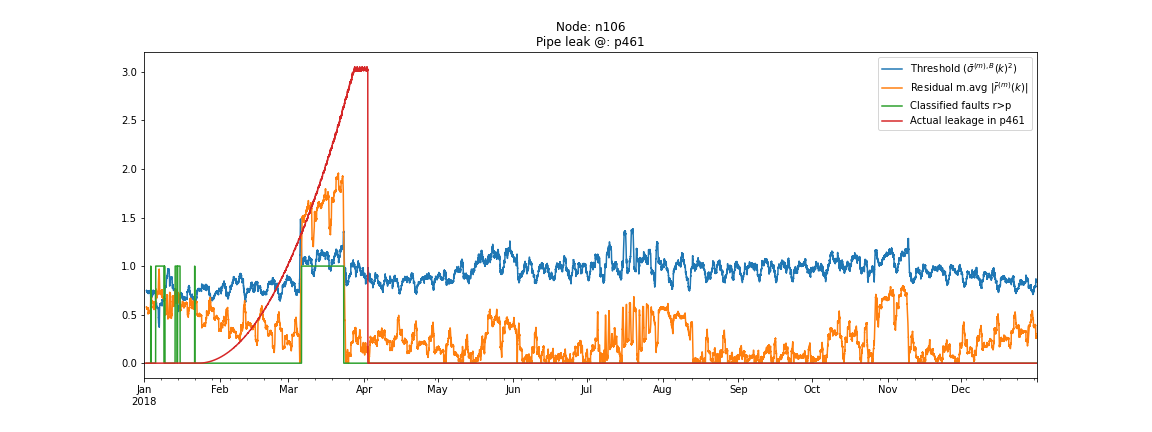 Node: n106
Pipe leak @: p461
3.0
2.5
2.0
1.5
1.0
0.5
0.0
Threshold (σ̄⁽ᵐ⁾,ᴮ(k)²)
Residual m.avg |r̄⁽ᵐ⁾(k)|
Classified faults r>p
Actual leakage in p461
Jan Feb Mar Apr May Jun Jul Aug Sep Oct Nov Dec
2018